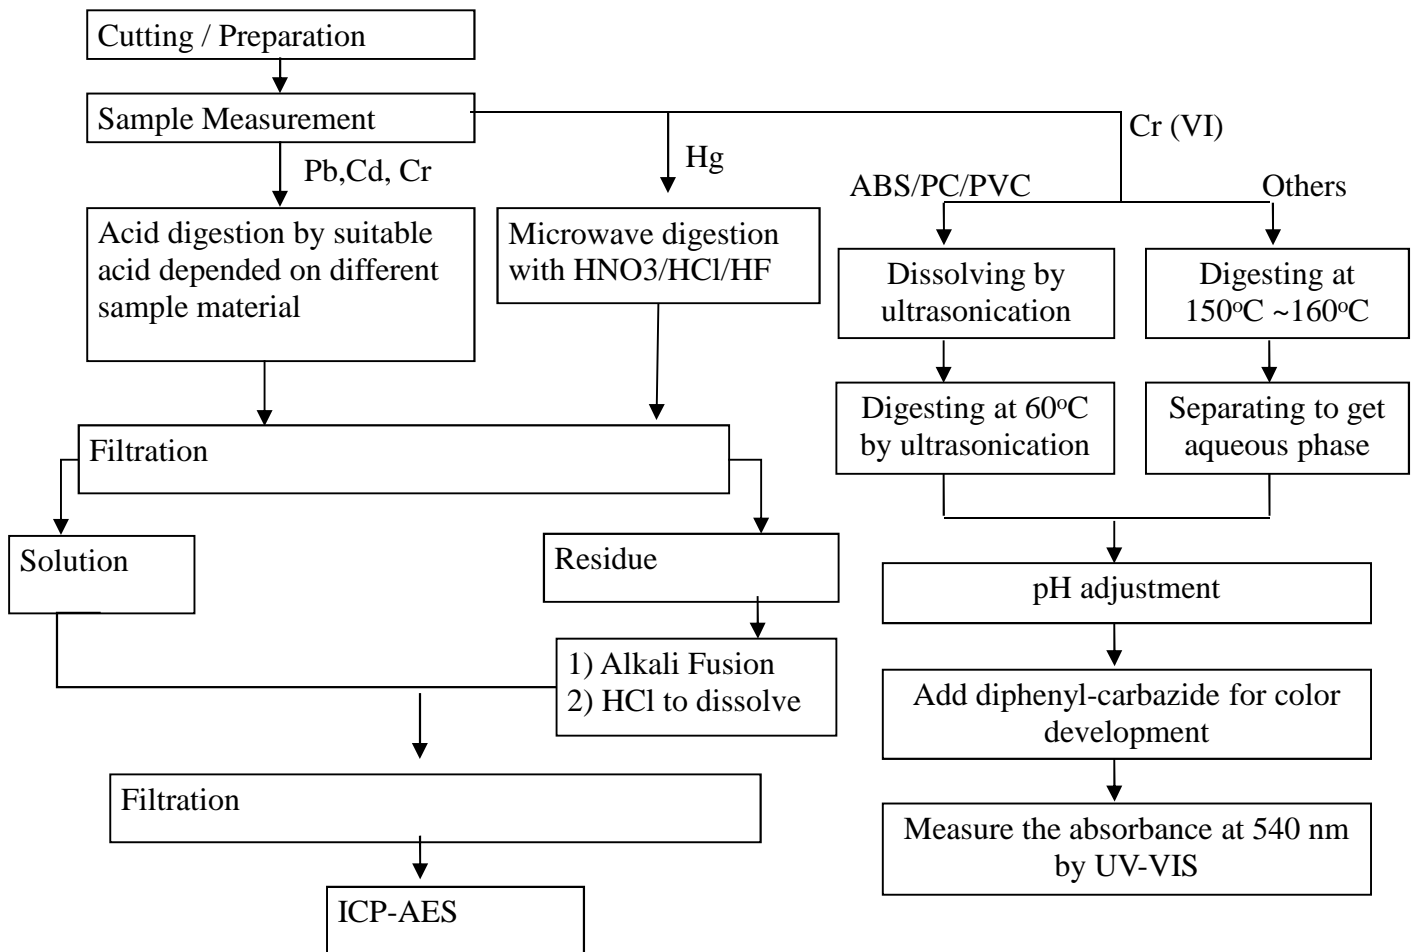 Cutting / Preparation
Sample Measurement
Pb,Cd, Cr
Hg
Cr (VI)
ABS/PC/PVC
Others
Acid digestion by suitable
acid depended on different
sample material
Microwave digestion
with HNO3/HCl/HF
Dissolving by
ultrasonication
Digesting at
150°C ~160°C
Digesting at 60°C
by ultrasonication
Separating to get
aqueous phase
Filtration
Solution
Residue
1) Alkali Fusion
2) HCl to dissolve
pH adjustment
Add diphenyl-carbazide for color
development
Filtration
Measure the absorbance at 540 nm
by UV-VIS
ICP-AES